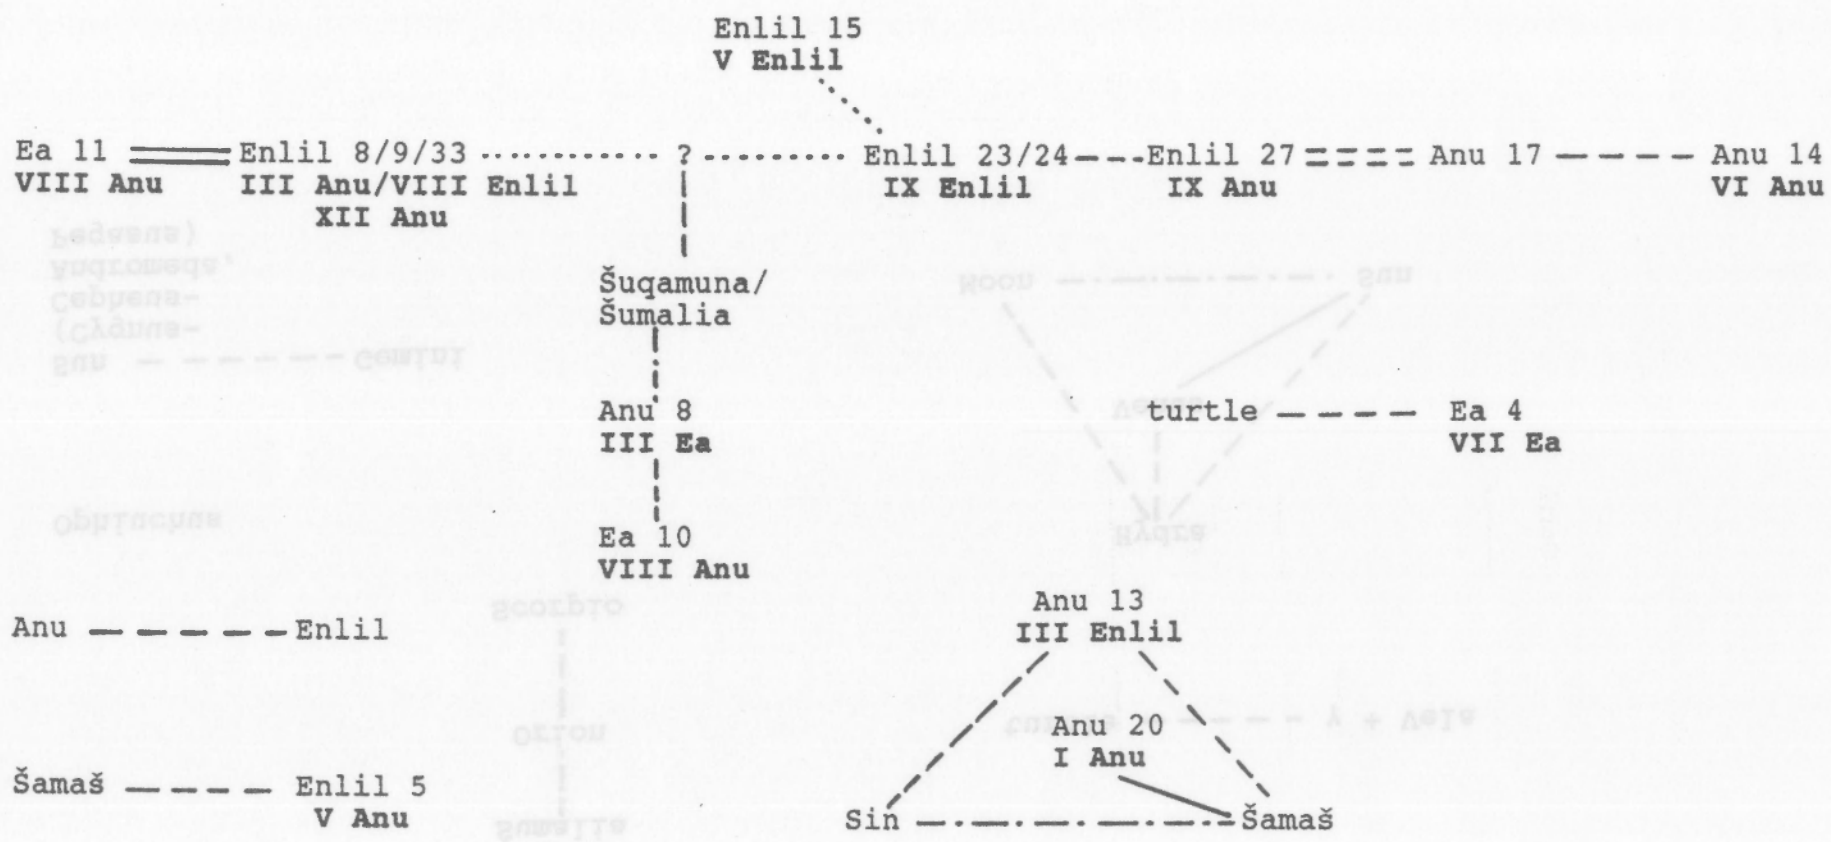 Enlil 15
V Enlil
Ea 11 Enlil 8/9/33 ? Enlil 23/24 Enlil 27 Anu 17 Anu 14
VIII Anu III Anu/VIII Enlil IX Enlil IX Anu VI Anu
XII Anu
Šuqamuna/
Šumalia
Anu 8 turtle Ea 4
III Ea VII Ea
Ea 10
VIII Anu
Anu 13
Anu Enlil III Enlil
Anu 20
I Anu
Šamaš Enlil 5
V Anu
Sin Šamaš